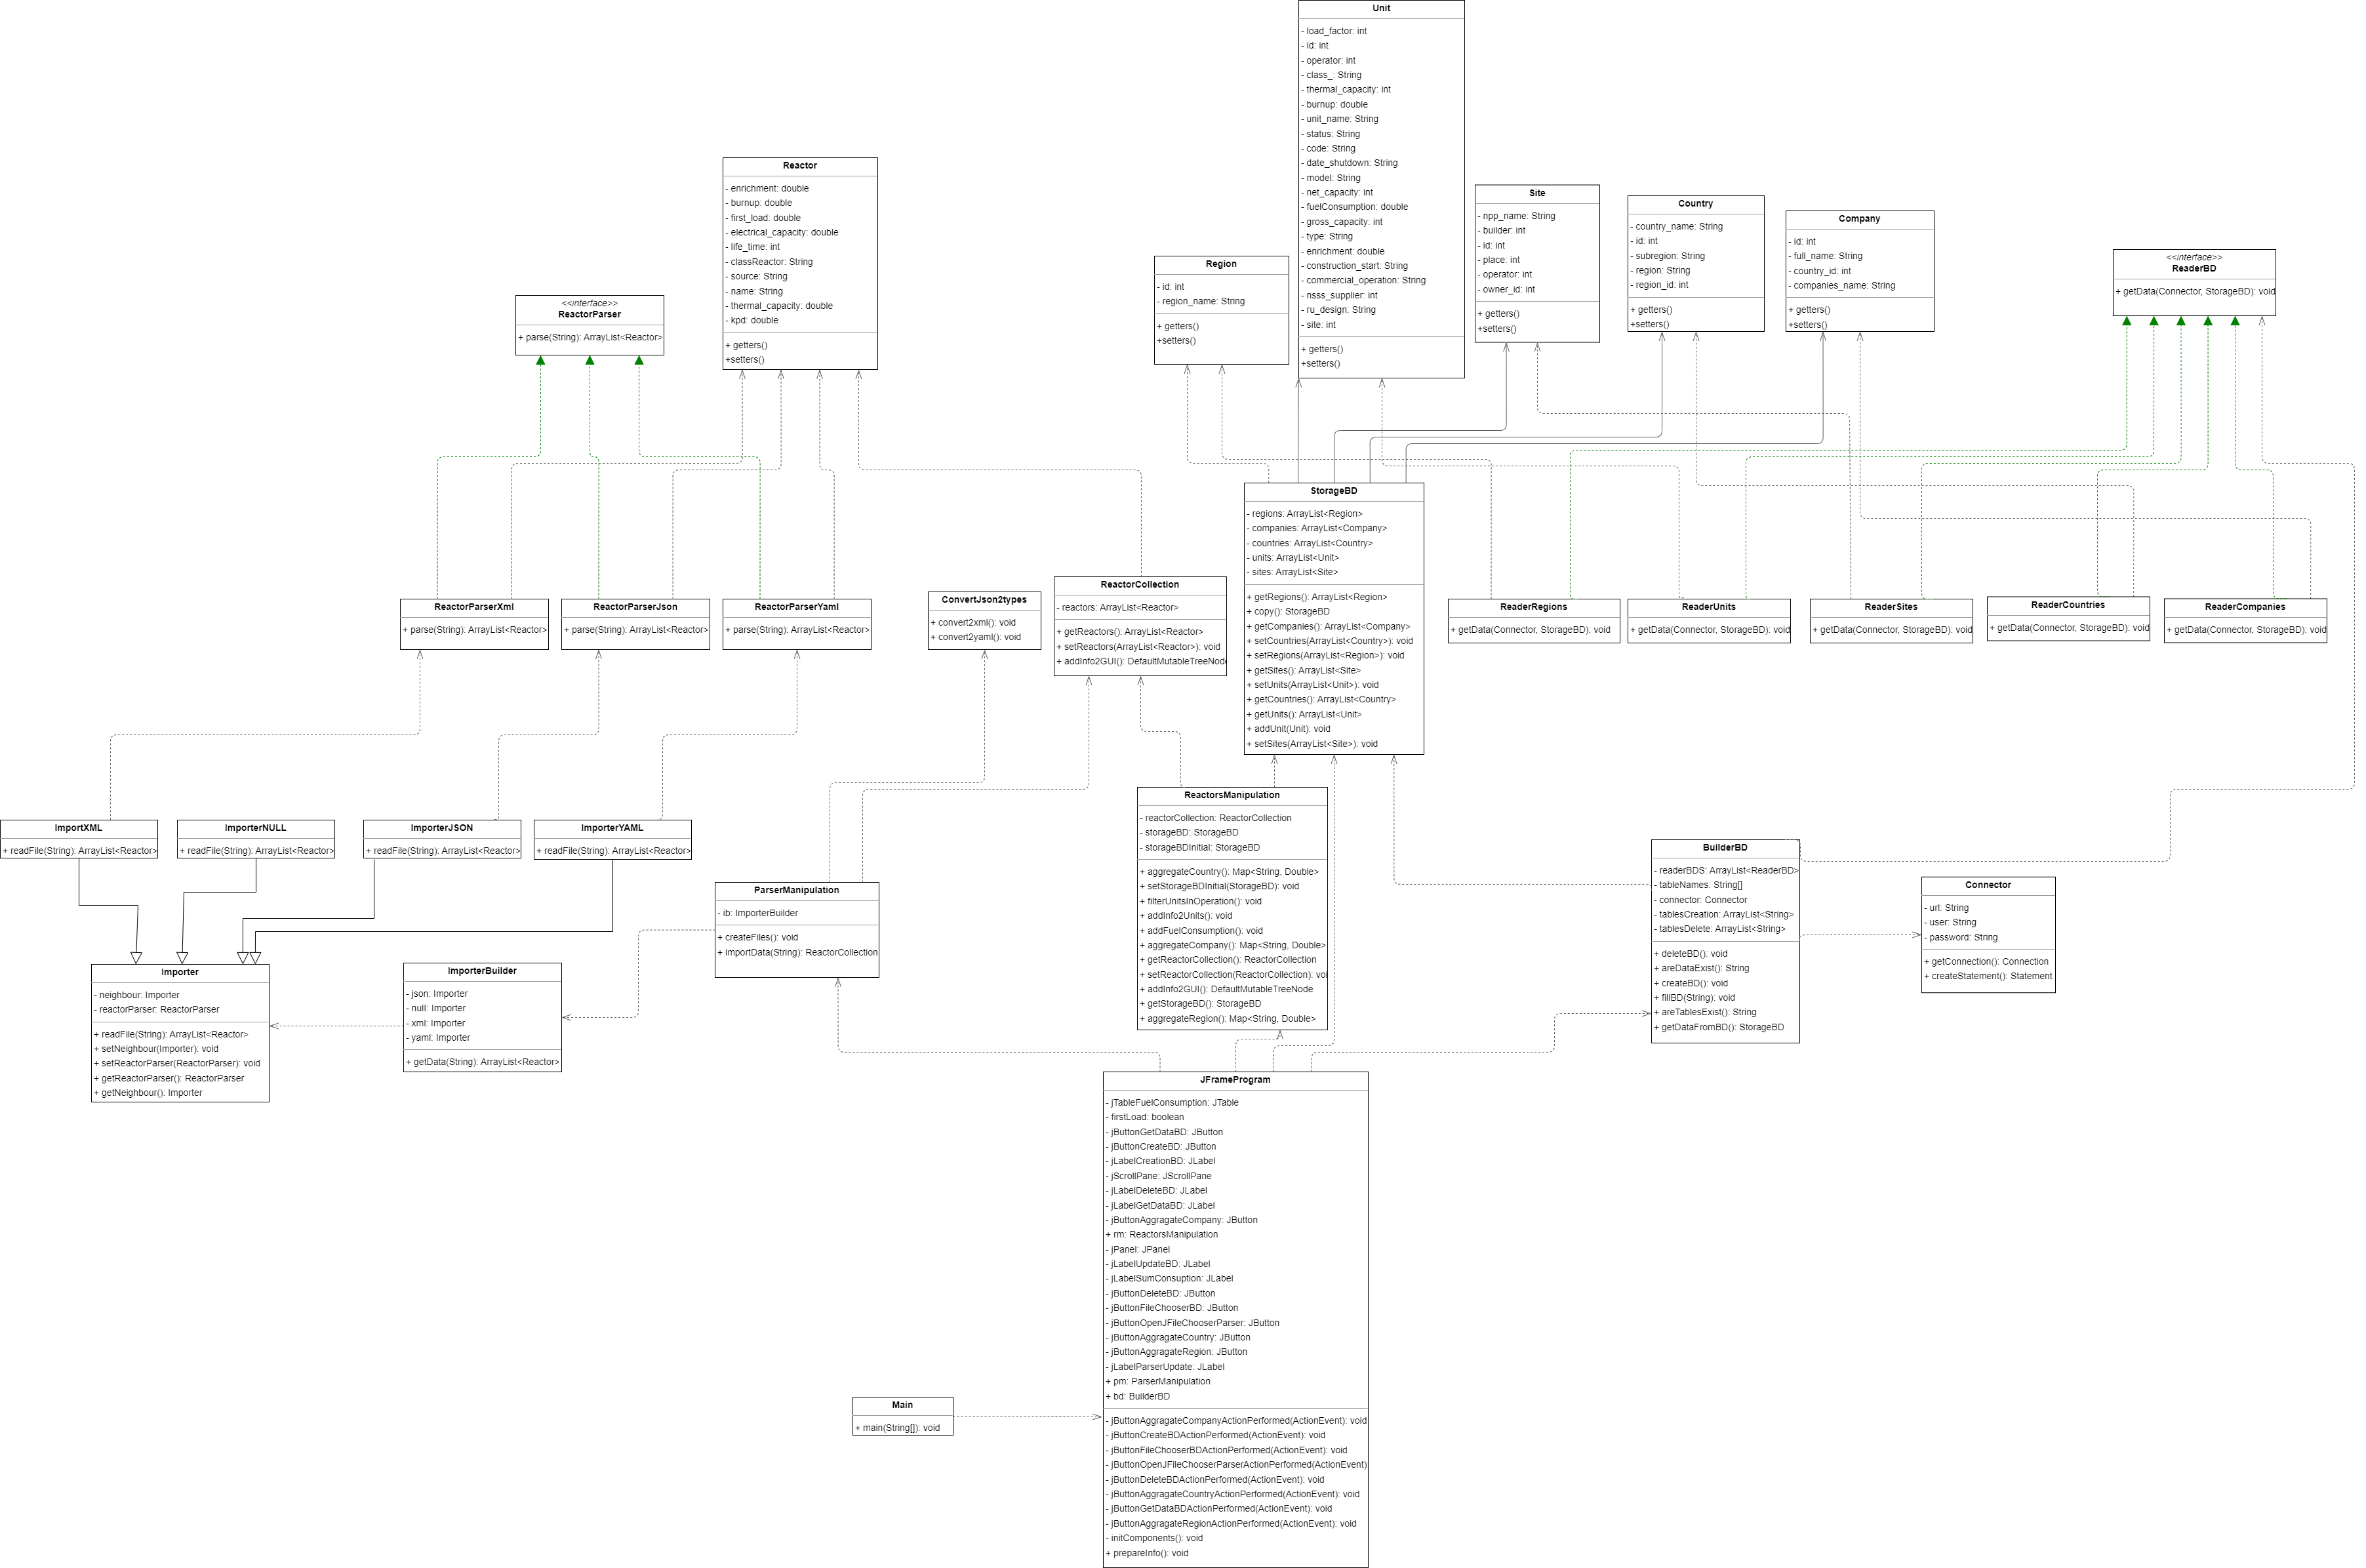 Unit
- load_factor: int
- id: int
- operator: int
- class_: String
- thermal_capacity: int
- burnup: double
- unit_name: String
- status: String
- code: String
- date_shutdown: String
- model: String
- net_capacity: int
- fuelConsumption: double
- gross_capacity: int
- type: String
- enrichment: double
- construction_start: String
- commercial_operation: String
- nsss_supplier: int
- ru_design: String
- site: int
+ getters()
+setters()
Reactor
- enrichment: double
- burnup: double
- first_load: double
- electrical_capacity: double
- life_time: int
- classReactor: String
- source: String
- name: String
- thermal_capacity: double
- kpd: double
+ getters()
+setters()
Site
- npp_name: String
- builder: int
- id: int
- place: int
- operator: int
- owner_id: int
+ getters()
+setters()
Country
- country_name: String
- id: int
- subregion: String
- region: String
- region_id: int
+ getters()
+setters()
Company
- id: int
- full_name: String
- country_id: int
- companies_name: String
+ getters()
+setters()
Region
- id: int
- region_name: String
+ getters()
+setters()
<<interface>>
ReaderBD
+ getData(Connector, StorageBD): void
<<interface>>
ReactorParser
+ parse(String): ArrayList<Reactor>
StorageBD
- regions: ArrayList<Region>
- companies: ArrayList<Company>
- countries: ArrayList<Country>
- units: ArrayList<Unit>
- sites: ArrayList<Site>
+ getRegions(): ArrayList<Region>
+ copy(): StorageBD
+ getCompanies(): ArrayList<Company>
+ setCountries(ArrayList<Country>): void
+ setRegions(ArrayList<Region>): void
+ getSites(): ArrayList<Site>
+ setUnits(ArrayList<Unit>): void
+ getCountries(): ArrayList<Country>
+ getUnits(): ArrayList<Unit>
+ addUnit(Unit): void
+ setSites(ArrayList<Site>): void
ReactorParserXml
+ parse(String): ArrayList<Reactor>
ReactorParserJson
+ parse(String): ArrayList<Reactor>
ReactorParserYaml
+ parse(String): ArrayList<Reactor>
ConvertJson2types
+ convert2xml(): void
+ convert2yaml(): void
ReactorCollection
- reactors: ArrayList<Reactor>
+ getReactors(): ArrayList<Reactor>
+ setReactors(ArrayList<Reactor>): void
+ addInfo2GUI(): DefaultMutableTreeNode
ReaderRegions
+ getData(Connector, StorageBD): void
ReaderUnits
+ getData(Connector, StorageBD): void
ReaderSites
+ getData(Connector, StorageBD): void
ReaderCountries
+ getData(Connector, StorageBD): void
ReaderCompanies
+ getData(Connector, StorageBD): void
ImportXML
+ readFile(String): ArrayList<Reactor>
ImporterNULL
+ readFile(String): ArrayList<Reactor>
ImporterJSON
+ readFile(String): ArrayList<Reactor>
ImporterYAML
+ readFile(String): ArrayList<Reactor>
ReactorsManipulation
- reactorCollection: ReactorCollection
- storageBD: StorageBD
- storageBDInitial: StorageBD
+ aggregateCountry(): Map<String, Double>
+ setStorageBDInitial(StorageBD): void
+ filterUnitsInOperation(): void
+ addInfo2Units(): void
+ addFuelConsumption(): void
+ aggregateCompany(): Map<String, Double>
+ getReactorCollection(): ReactorCollection
+ setReactorCollection(ReactorCollection): voi
+ addInfo2GUI(): DefaultMutableTreeNode
+ getStorageBD(): StorageBD
+ aggregateRegion(): Map<String, Double>
BuilderBD
- readerBDS: ArrayList<ReaderBD>
- tableNames: String[]
- connector: Connector
- tablesCreation: ArrayList<String>
- tablesDelete: ArrayList<String>
+ deleteBD(): void
+ areDataExist(): String
+ createBD(): void
+ fillBD(String): void
+ areTablesExist(): String
+ getDataFromBD(): StorageBD
Connector
- url: String
- user: String
- password: String
+ getConnection(): Connection
+ createStatement(): Statement
ParserManipulation
- ib: ImporterBuilder
+ createFiles(): void
+ importData(String): ReactorCollection
Importer
- neighbour: Importer
- reactorParser: ReactorParser
+ readFile(String): ArrayList<Reactor>
+ setNeighbour(Importer): void
+ setReactorParser(ReactorParser): void
+ getReactorParser(): ReactorParser
+ getNeighbour(): Importer
ImporterBuilder
- json: Importer
- null: Importer
- xml: Importer
- yaml: Importer
+ getData(String): ArrayList<Reactor>
JFrameProgram
- jTableFuelConsumption: JTable
- firstLoad: boolean
- jButtonGetDataBD: JButton
- jButtonCreateBD: JButton
- jLabelCreationBD: JLabel
- jScrollPane: JScrollPane
- jLabelDeleteBD: JLabel
- jLabelGetDataBD: JLabel
- jButtonAggragateCompany: JButton
+ rm: ReactorsManipulation
- jPanel: JPanel
- jLabelUpdateBD: JLabel
- jLabelSumConsuption: JLabel
- jButtonDeleteBD: JButton
- jButtonFileChooserBD: JButton
- jButtonOpenJFileChooserParser: JButton
- jButtonAggragateCountry: JButton
- jButtonAggragateRegion: JButton
- jLabelParserUpdate: JLabel
+ pm: ParserManipulation
+ bd: BuilderBD
- jButtonAggragateCompanyActionPerformed(ActionEvent): void
- jButtonCreateBDActionPerformed(ActionEvent): void
- jButtonFileChooserBDActionPerformed(ActionEvent): void
- jButtonOpenJFileChooserParserActionPerformed(ActionEvent)
- jButtonDeleteBDActionPerformed(ActionEvent): void
- jButtonAggragateCountryActionPerformed(ActionEvent): void
- jButtonGetDataBDActionPerformed(ActionEvent): void
- jButtonAggragateRegionActionPerformed(ActionEvent): void
- initComponents(): void
+ prepareInfo(): void
Main
+ main(String[]): void